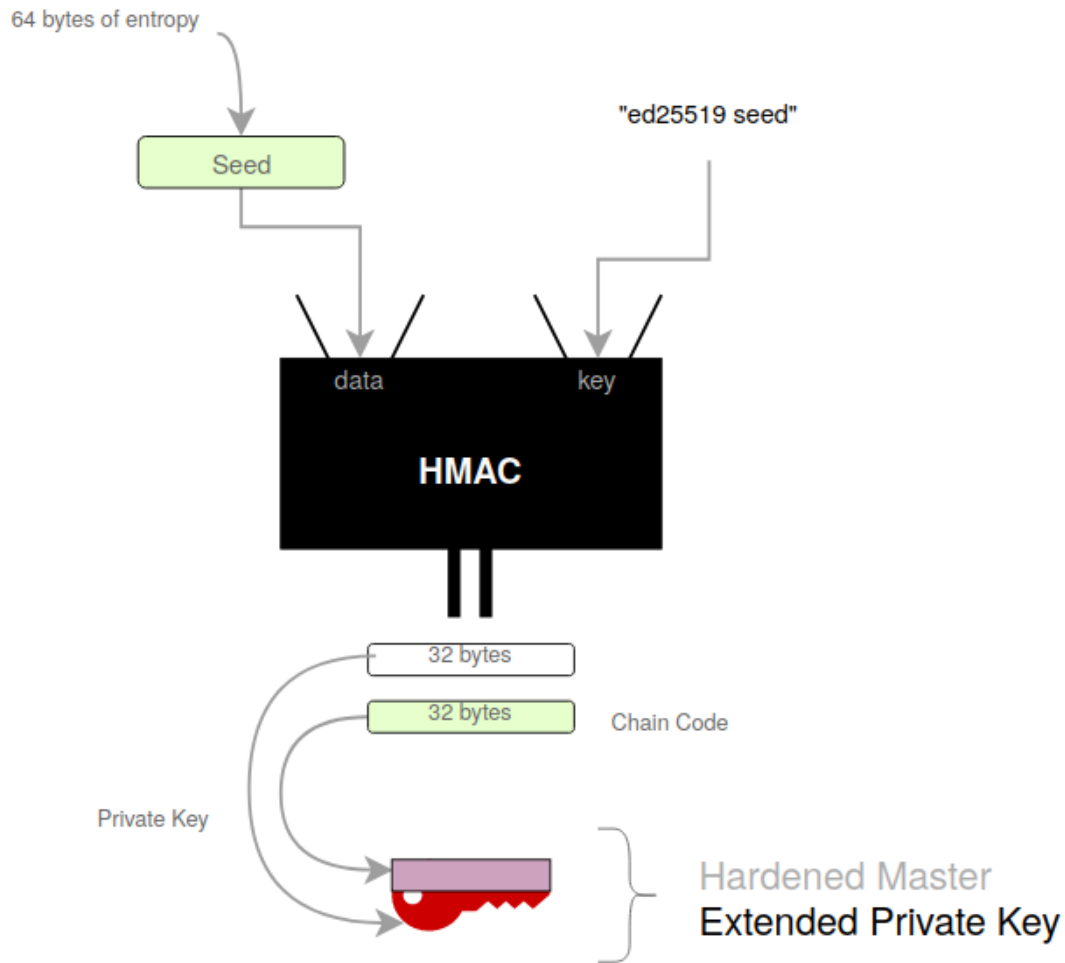 64 bytes of entropy
"ed25519 seed"
Seed
data
key
HMAC
32 bytes
32 bytes
Chain Code
Private Key
Hardened Master
Extended Private Key